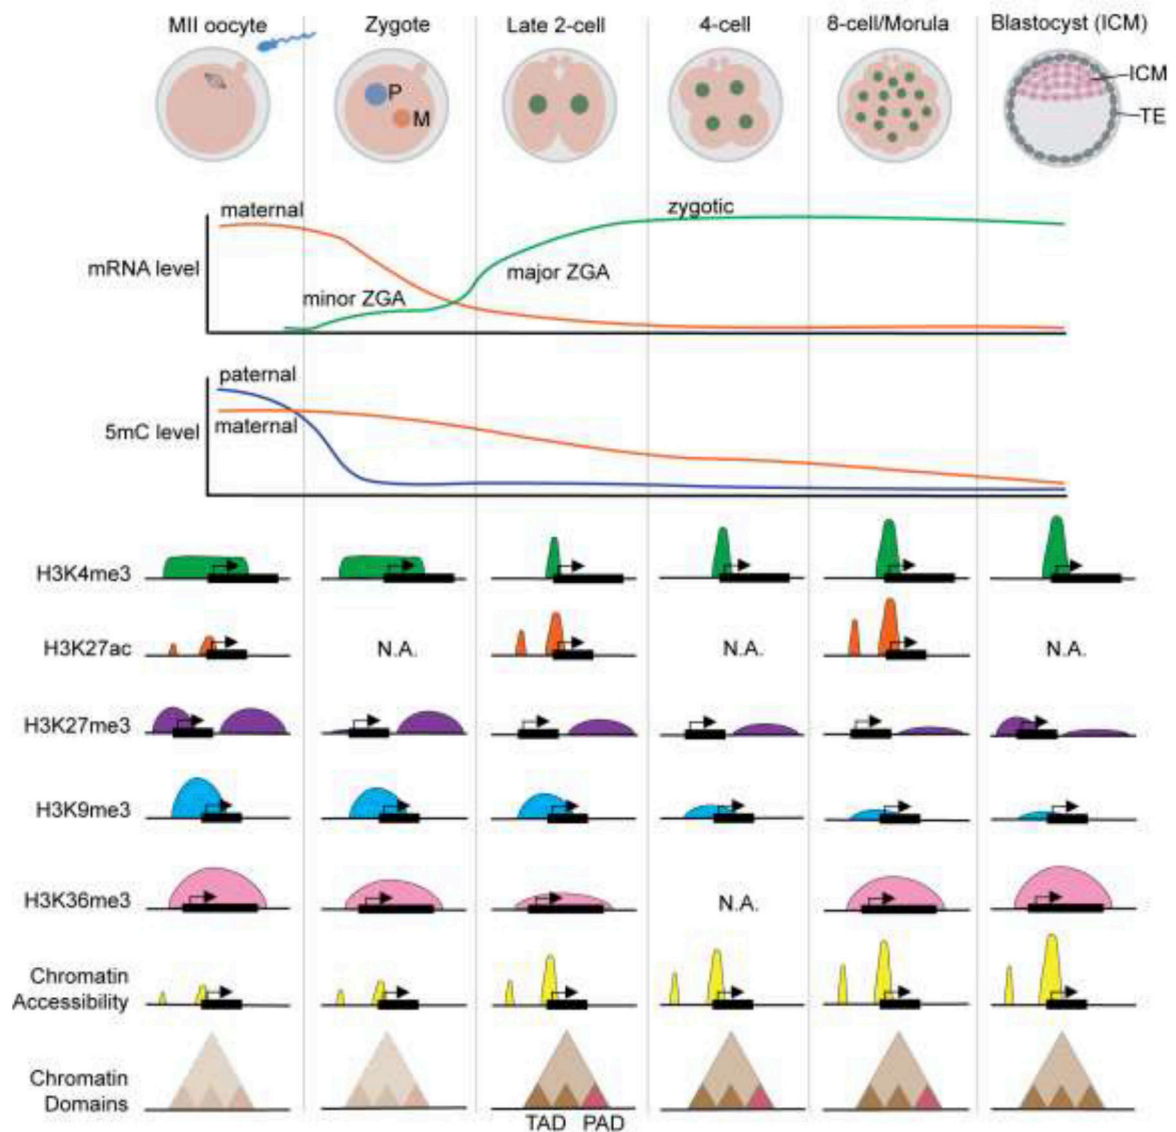 MII oocyte
Zygote
Late 2-cell
4-cell
8-cell/Morula
Blastocyst (ICM)
P
M
ICM
TE
maternal
zygotic
mRNA level
major ZGA
minor ZGA
paternal
maternal
5mC level
H3K4me3
H3K27ac
N.A.
N.A.
N.A.
H3K27me3
H3K9me3
H3K36me3
N.A.
Chromatin
Accessibility
Chromatin
Domains
TAD
PAD